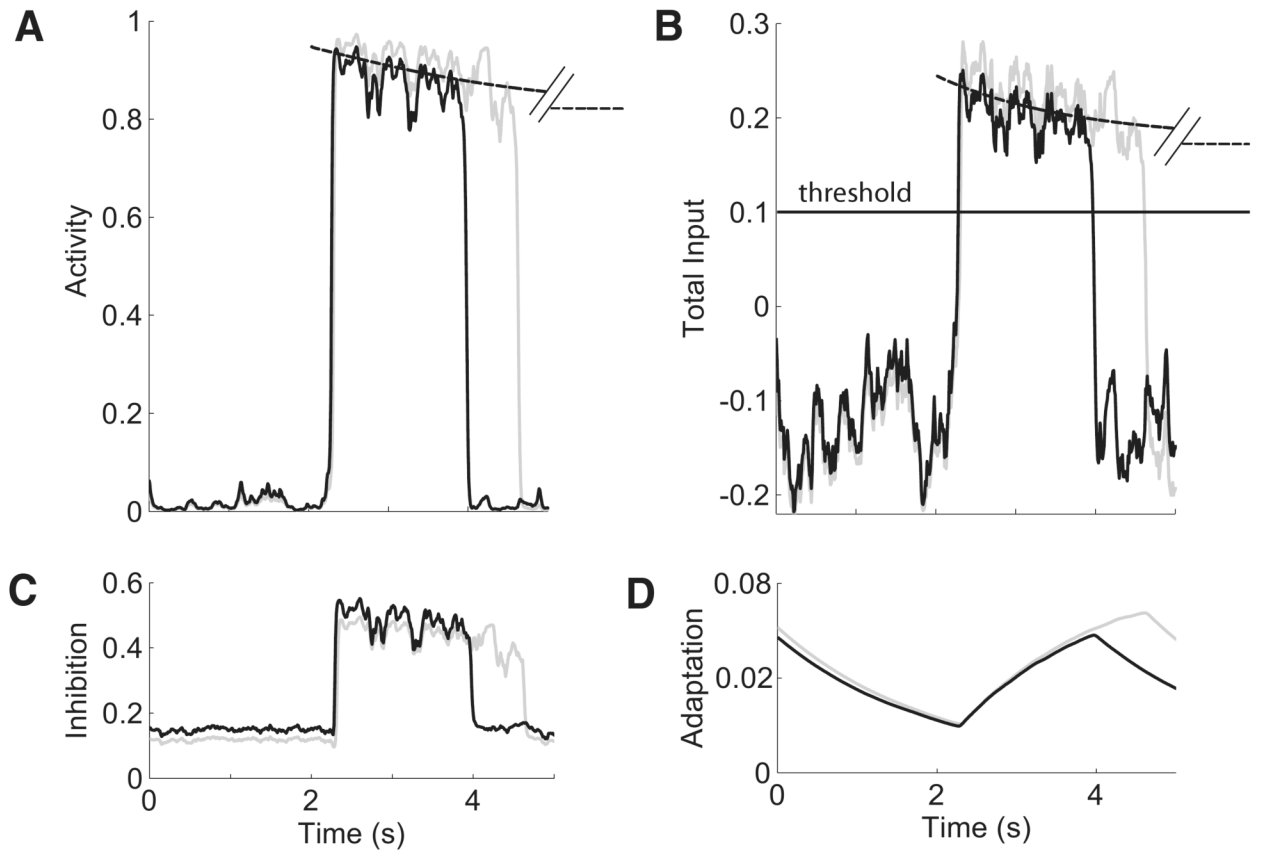 A
1
0.8
0.6
0.4
0.2
0
Activity
B
0.3
0.2
0.1
0
-0.1
-0.2
Total Input
threshold
C
0.6
0.4
0.2
0
Inhibition
0 2 4
Time (s)
D
0.08
0.02
0
Adaptation
0 2 4
Time (s)